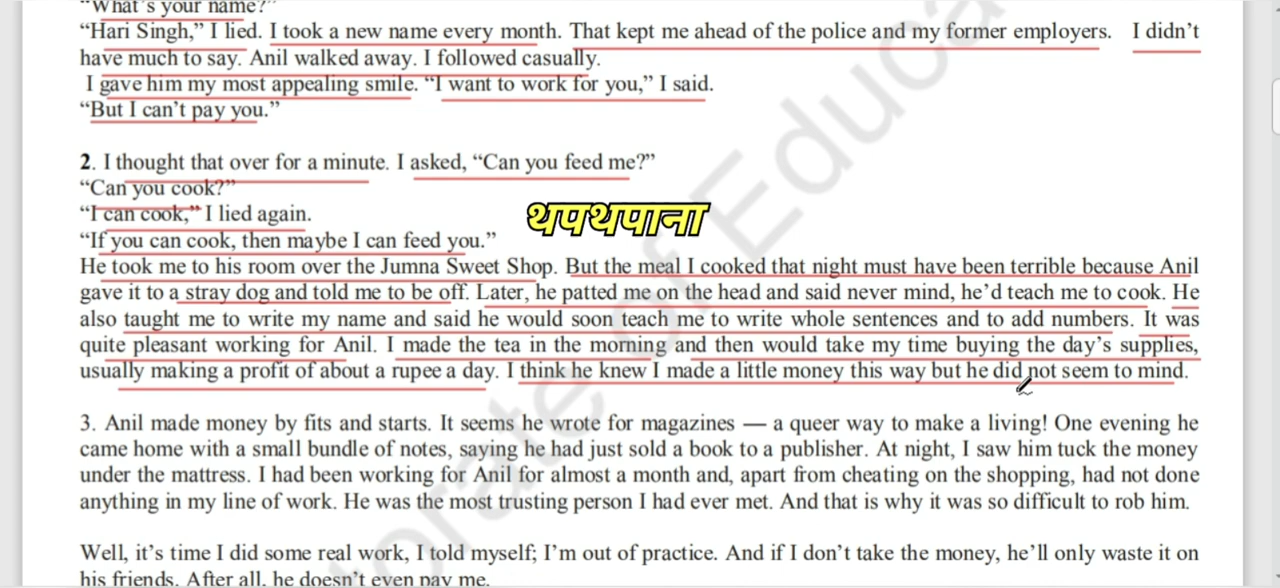 “What’s your name?”
“Hari Singh,” I lied. I took a new name every month. That kept me ahead of the police and my former employers. I didn’t
have much to say. Anil walked away. I followed casually.
I gave him my most appealing smile. “I want to work for you,” I said.
“But I can’t pay you.”
2. I thought that over for a minute. I asked, “Can you feed me?”
“Can you cook?”
“I can cook,” I lied again.
थपथपाना
“If you can cook, then maybe I can feed you.”
He took me to his room over the Jumna Sweet Shop. But the meal I cooked that night must have been terrible because Anil
gave it to a stray dog and told me to be off. Later, he patted me on the head and said never mind, he’d teach me to cook. He
also taught me to write my name and said he would soon teach me to write whole sentences and to add numbers. It was
quite pleasant working for Anil. I made the tea in the morning and then would take my time buying the day’s supplies,
usually making a profit of about a rupee a day. I think he knew I made a little money this way but he did not seem to mind.
3. Anil made money by fits and starts. It seems he wrote for magazines — a queer way to make a living! One evening he
came home with a small bundle of notes, saying he had just sold a book to a publisher. At night, I saw him tuck the money
under the mattress. I had been working for Anil for almost a month and, apart from cheating on the shopping, had not done
anything in my line of work. He was the most trusting person I had ever met. And that is why it was so difficult to rob him.
Well, it’s time I did some real work, I told myself; I’m out of practice. And if I don’t take the money, he’ll only waste it on
his friends. After all, he doesn’t even pay me.
orate of Educa